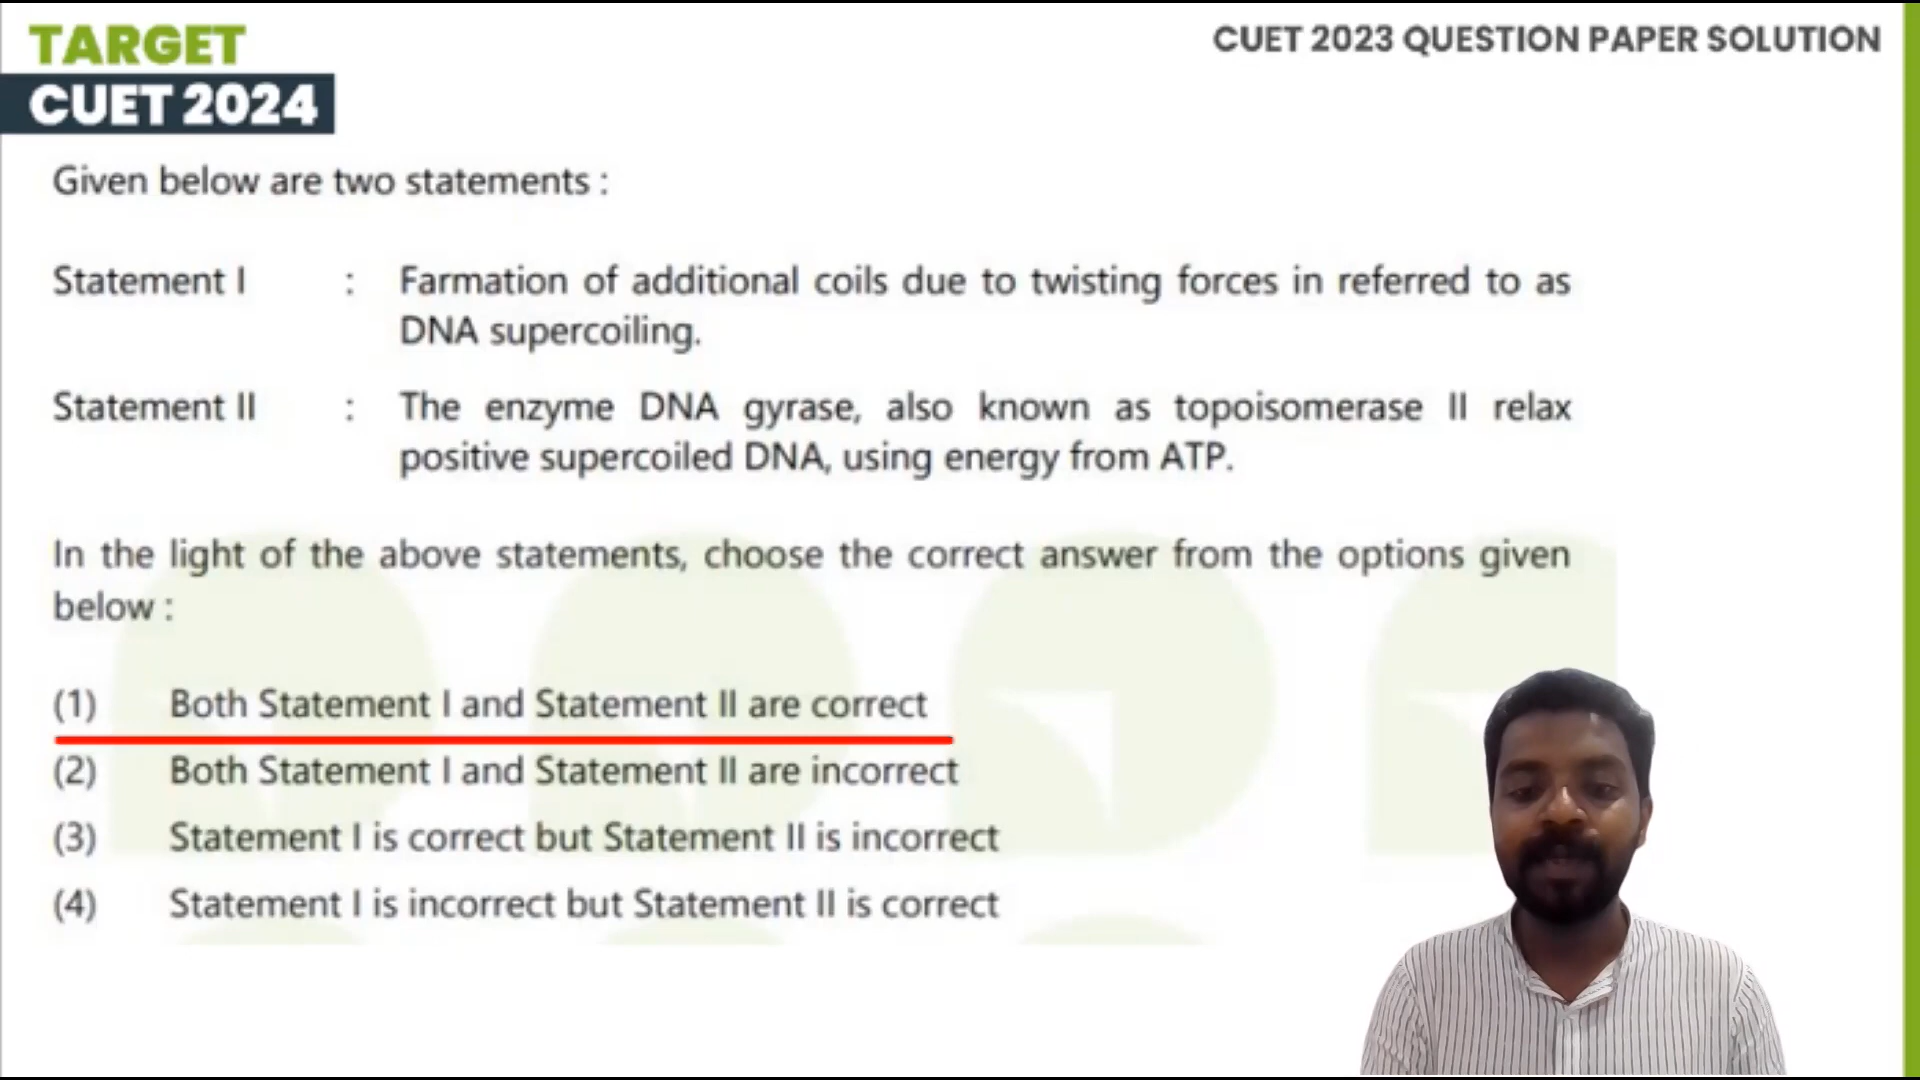 TARGET
CUET 2024
CUET 2023 QUESTION PAPER SOLUTION
Given below are two statements :
Statement I : Farmation of additional coils due to twisting forces in referred to as
DNA supercoiling.
Statement II : The enzyme DNA gyrase, also known as topoisomerase II relax
positive supercoiled DNA, using energy from ATP.
In the light of the above statements, choose the correct answer from the options given
below :
(1) Both Statement I and Statement II are correct
(2) Both Statement I and Statement II are incorrect
(3) Statement I is correct but Statement II is incorrect
(4) Statement I is incorrect but Statement II is correct